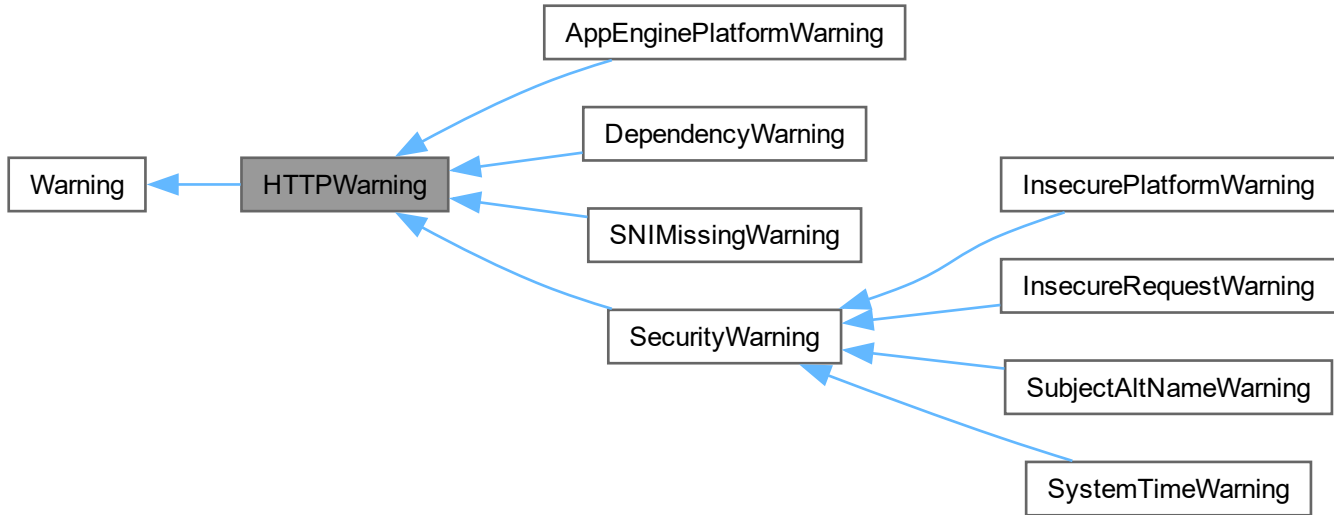 Warning
HTTPWarning
AppEnginePlatformWarning
DependencyWarning
SNIMissingWarning
SecurityWarning
InsecurePlatformWarning
InsecureRequestWarning
SubjectAltNameWarning
SystemTimeWarning